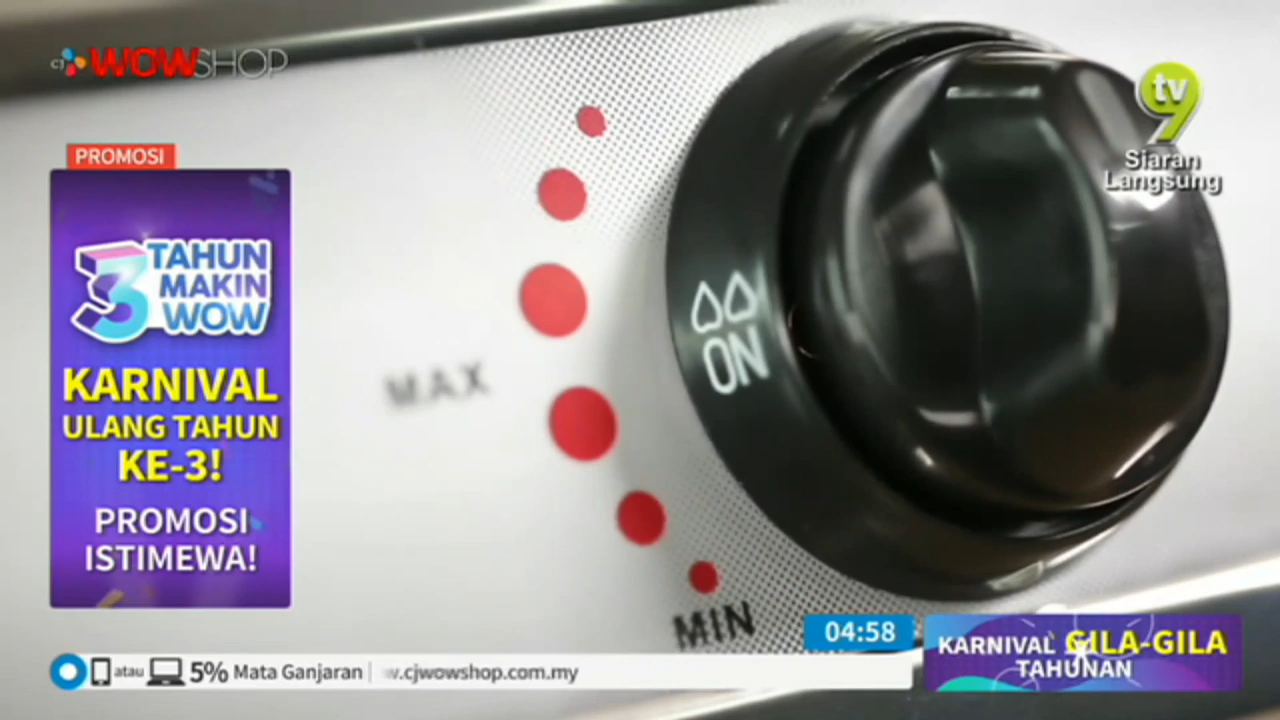 CJ WOWSHOP
tv9
Siaran
Langsung
PROMOSI
3 TAHUN
MAKIN
WOW
KARNIVAL
ULANG TAHUN
KE-3!
PROMOSI
ISTIMEWA!
ON
MAX
MIN
04:58
KARNIVAL GILA-GILA
TAHUNAN
atau 5% Mata Ganjaran | w.cjwowshop.com.my